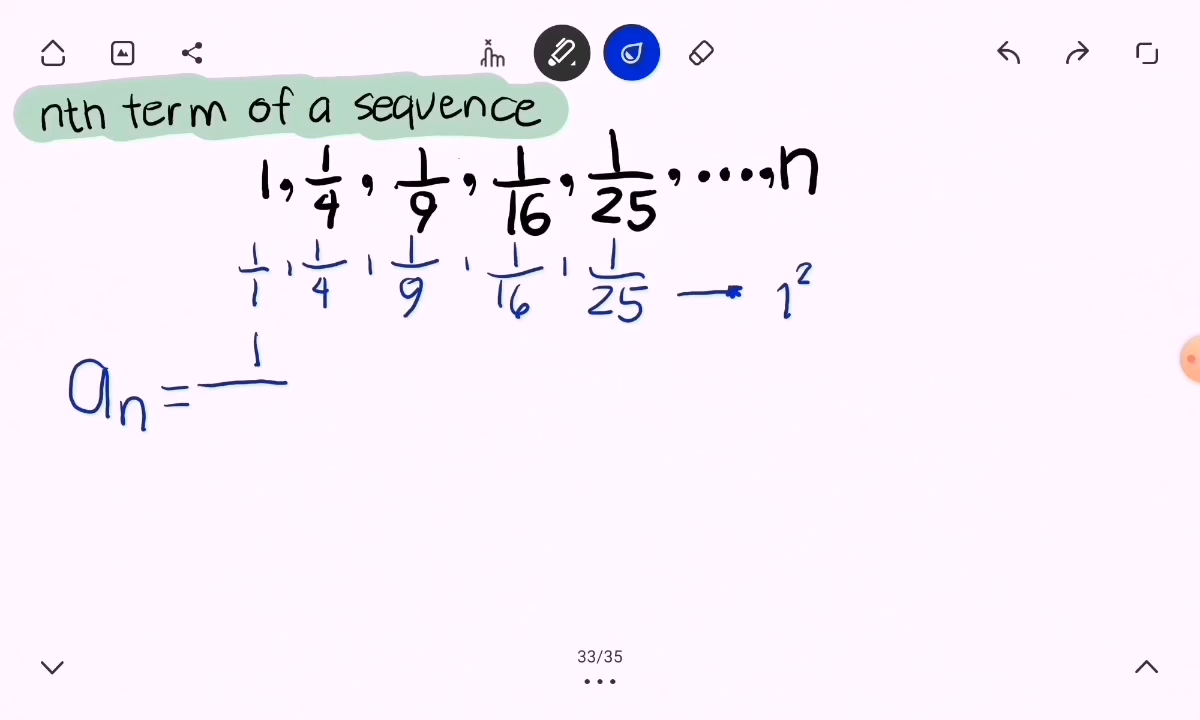 nth term of a sequence
1, 1/4, 1/9, 1/16, 1/25, ....., n
1/1, 1/4, 1/9, 1/16, 1/25 → 1²
aₙ = 1/
33/35